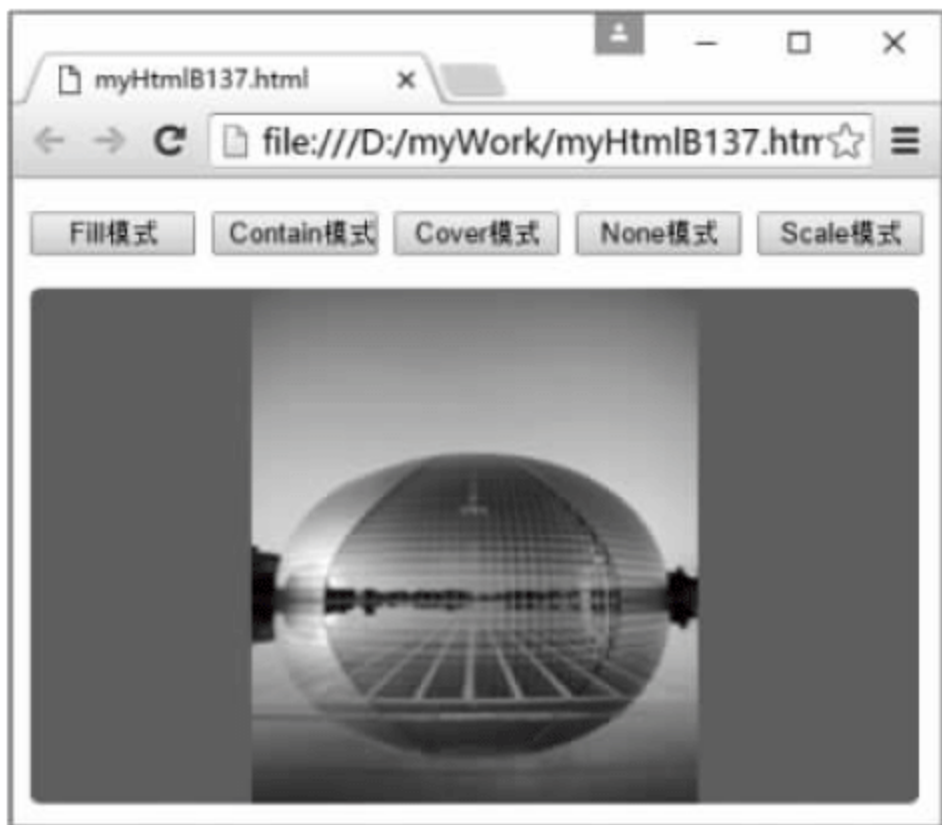 myHtmlB137.html
file:///D:/myWork/myHtmlB137.htm
Fill模式 Contain模式 Cover模式 None模式 Scale模式